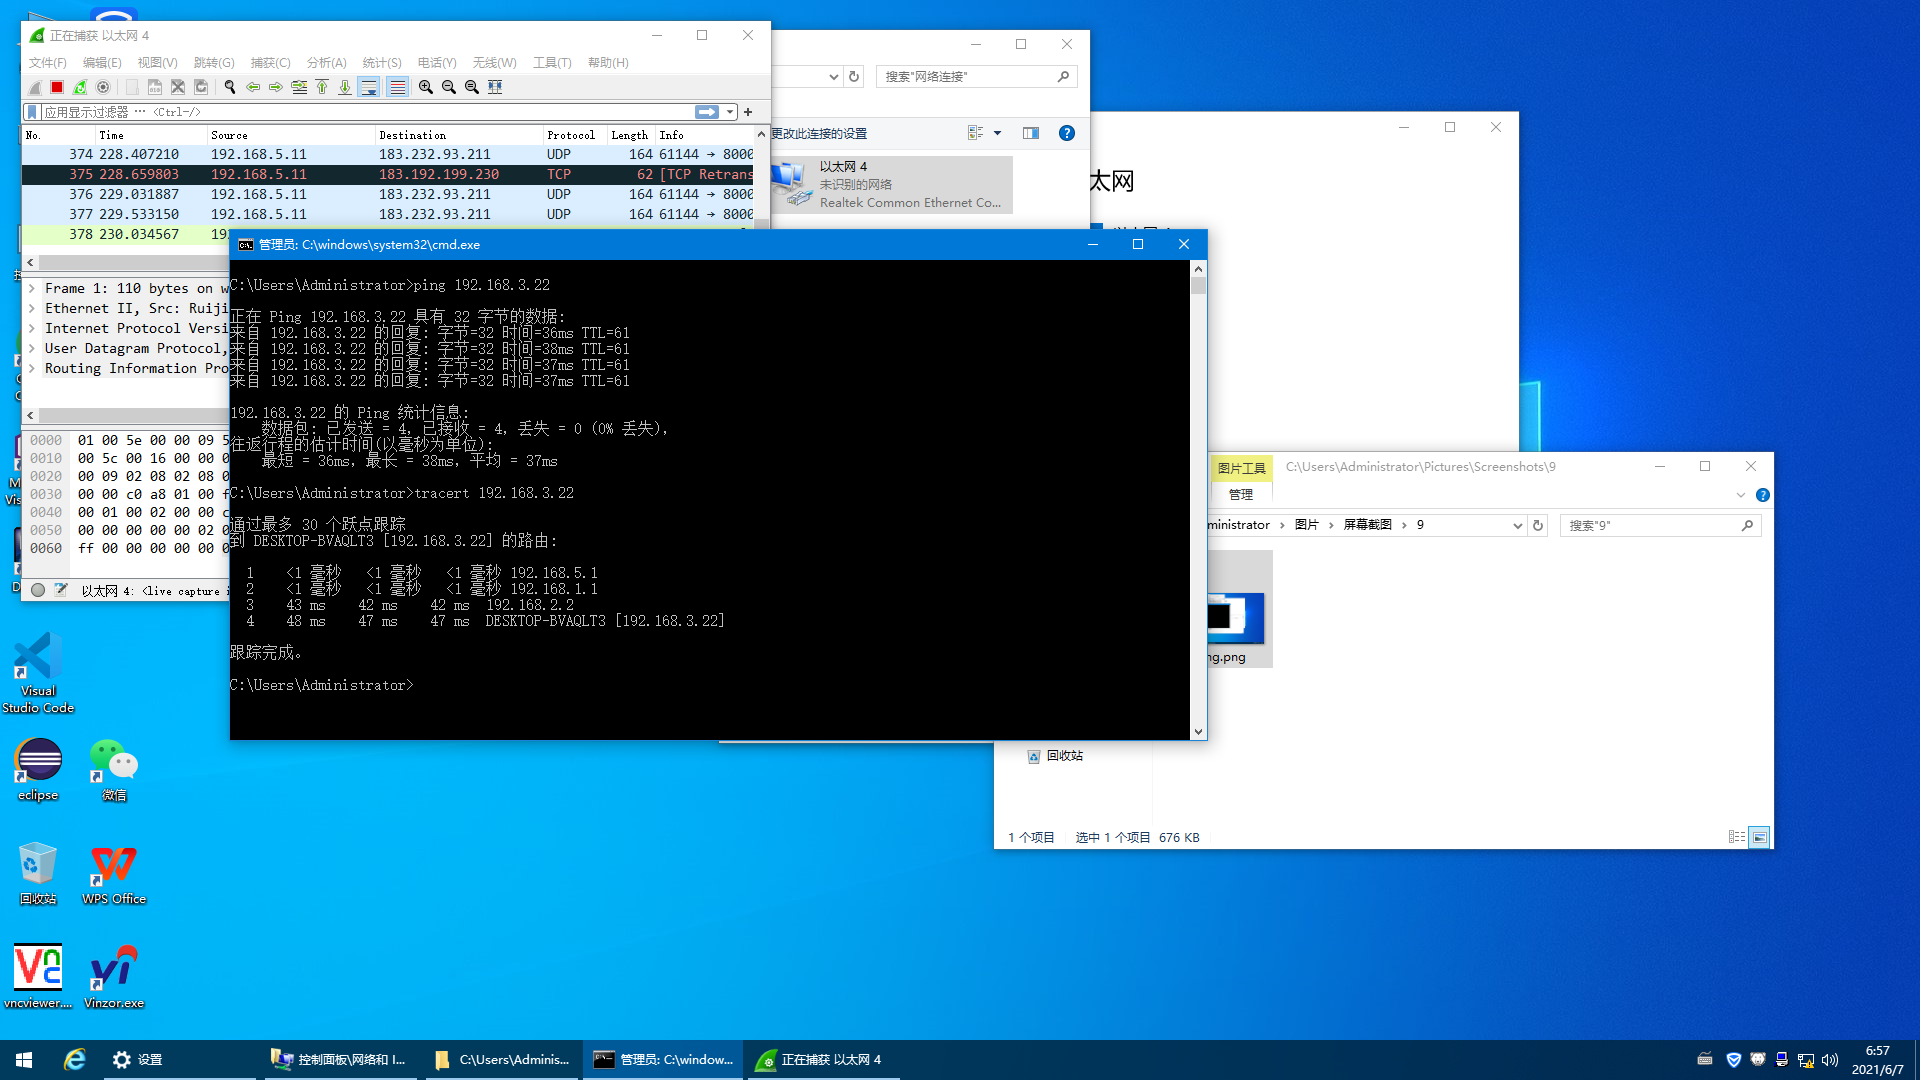 正在捕获 以太网 4
文件(F) 编辑(E) 视图(V) 跳转(G) 捕获(C) 分析(A) 统计(S) 电话(Y) 无线(W) 工具(T) 帮助(H)
应用显示过滤器 … <Ctrl-/>
No. Time Source Destination Protocol Length Info
374 228.407210 192.168.5.11 183.232.93.211 UDP 164 61144 → 8000
375 228.659803 192.168.5.11 183.192.199.230 TCP 62 [TCP Retrans
376 229.031887 192.168.5.11 183.232.93.211 UDP 164 61144 → 8000
377 229.533150 192.168.5.11 183.232.93.211 UDP 164 61144 → 8000
378 230.034567 19
Frame 1: 110 bytes on w
Ethernet II, Src: Ruiji
Internet Protocol Versi
User Datagram Protocol,
Routing Information Pro
0000 01 00 5e 00 00 09 5
0010 00 5c 00 16 00 00 0
0020 00 09 02 08 02 08 0
0030 00 00 c0 a8 01 00 f
0040 00 01 00 02 00 00 c
0050 00 00 00 00 00 02 0
0060 ff 00 00 00 00 00 0
以太网 4: <live capture i
搜索"网络连接"
更改此连接的设置
以太网 4
未识别的网络
Realtek Common Ethernet Co...
太网
管理员: C:\windows\system32\cmd.exe
C:\Users\Administrator>ping 192.168.3.22
正在 Ping 192.168.3.22 具有 32 字节的数据:
来自 192.168.3.22 的回复: 字节=32 时间=36ms TTL=61
来自 192.168.3.22 的回复: 字节=32 时间=38ms TTL=61
来自 192.168.3.22 的回复: 字节=32 时间=37ms TTL=61
来自 192.168.3.22 的回复: 字节=32 时间=37ms TTL=61
192.168.3.22 的 Ping 统计信息:
数据包: 已发送 = 4, 已接收 = 4, 丢失 = 0 (0% 丢失),
往返行程的估计时间(以毫秒为单位):
最短 = 36ms, 最长 = 38ms, 平均 = 37ms
C:\Users\Administrator>tracert 192.168.3.22
通过最多 30 个跃点跟踪
到 DESKTOP-BVAQLT3 [192.168.3.22] 的路由:
1 <1 毫秒 <1 毫秒 <1 毫秒 192.168.5.1
2 <1 毫秒 <1 毫秒 <1 毫秒 192.168.1.1
3 43 ms 42 ms 42 ms 192.168.2.2
4 48 ms 47 ms 47 ms DESKTOP-BVAQLT3 [192.168.3.22]
跟踪完成。
C:\Users\Administrator>
图片工具 C:\Users\Administrator\Pictures\Screenshots\9
管理
ministrator › 图片 › 屏幕截图 › 9
搜索"9"
ng.png
回收站
1 个项目 选中 1 个项目 676 KB
Visual
Studio Code
eclipse
微信
回收站
WPS Office
vncviewer....
Vinzor.exe
设置
控制面板\网络和 I...
C:\Users\Adminis...
管理员: C:\window...
正在捕获 以太网 4
6:57
2021/6/7